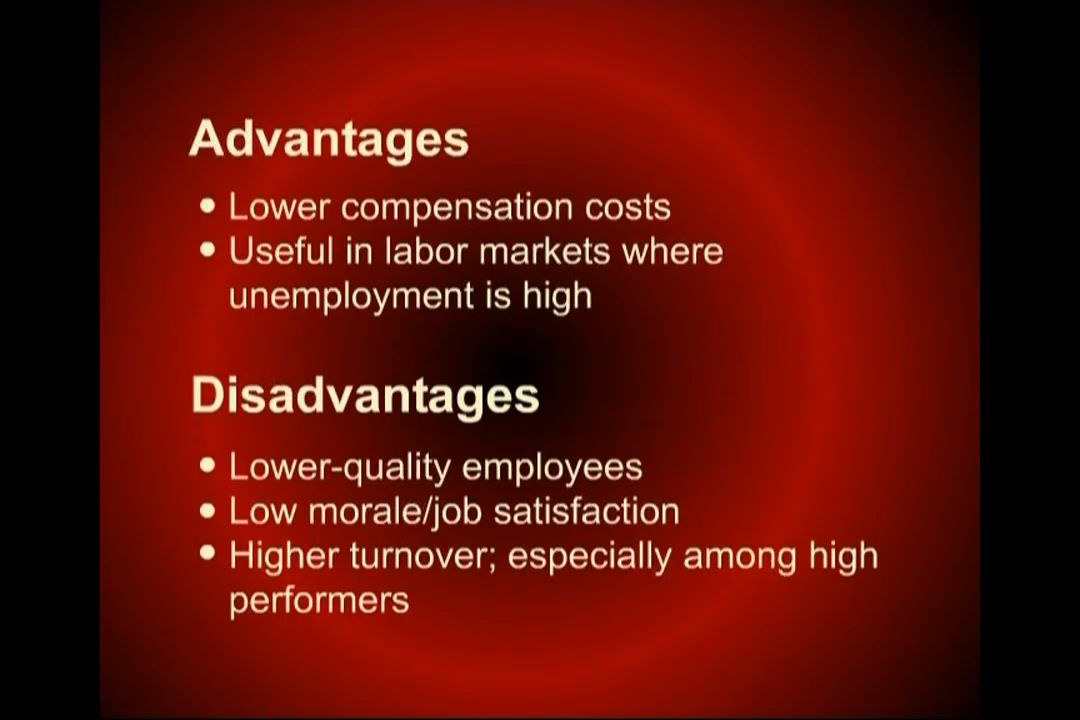 Advantages
• Lower compensation costs
• Useful in labor markets where
unemployment is high
Disadvantages
• Lower-quality employees
• Low morale/job satisfaction
• Higher turnover; especially among high
performers